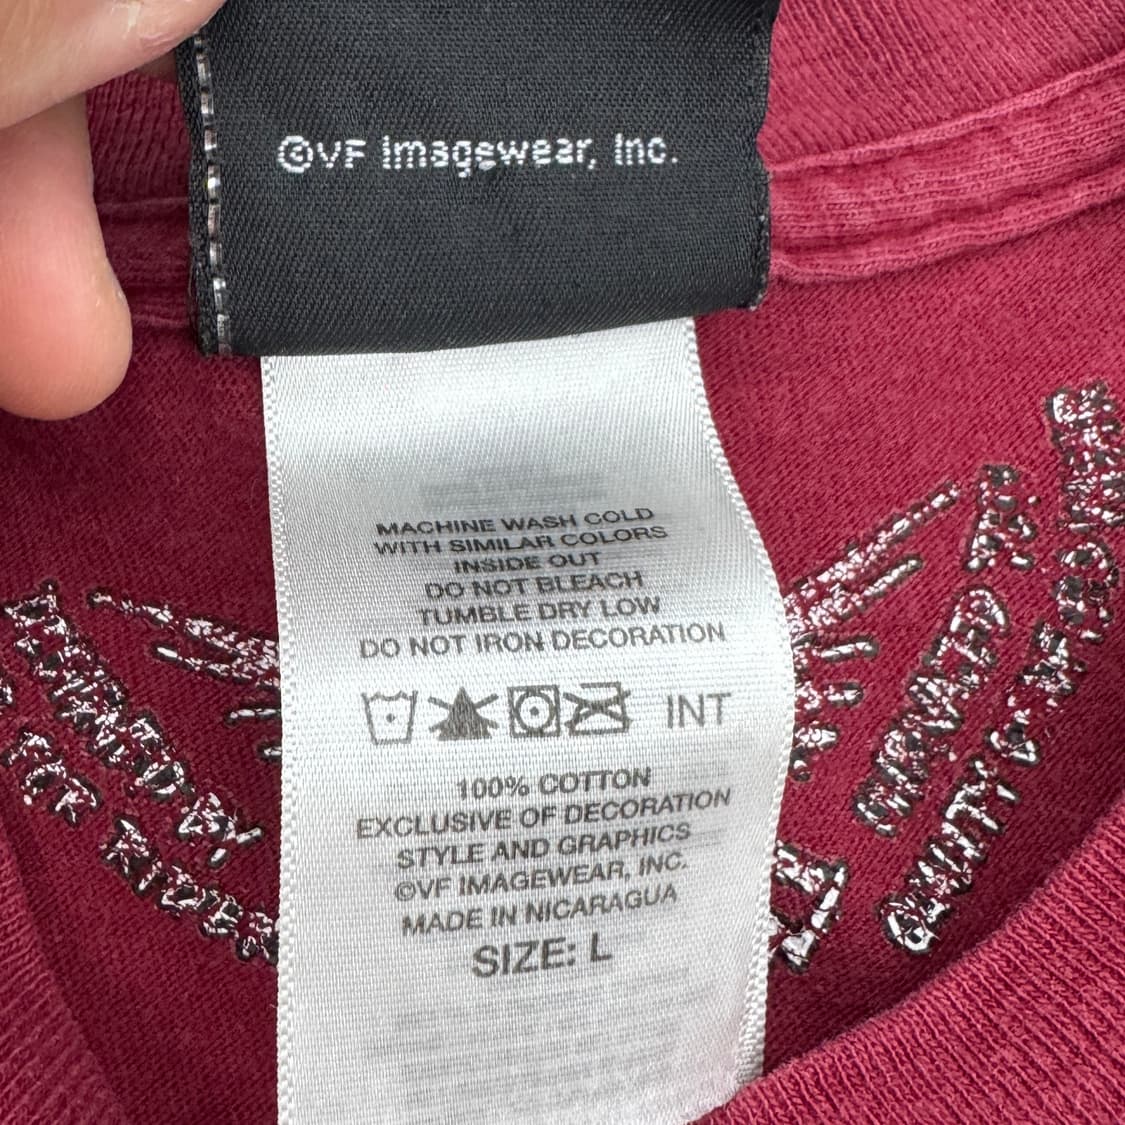 ©VF Imagewear, Inc.
MACHINE WASH COLD
WITH SIMILAR COLORS
INSIDE OUT
DO NOT BLEACH
TUMBLE DRY LOW
DO NOT IRON DECORATION
INT
100% COTTON
EXCLUSIVE OF DECORATION
STYLE AND GRAPHICS
©VF IMAGEWEAR, INC.
MADE IN NICARAGUA
SIZE: L